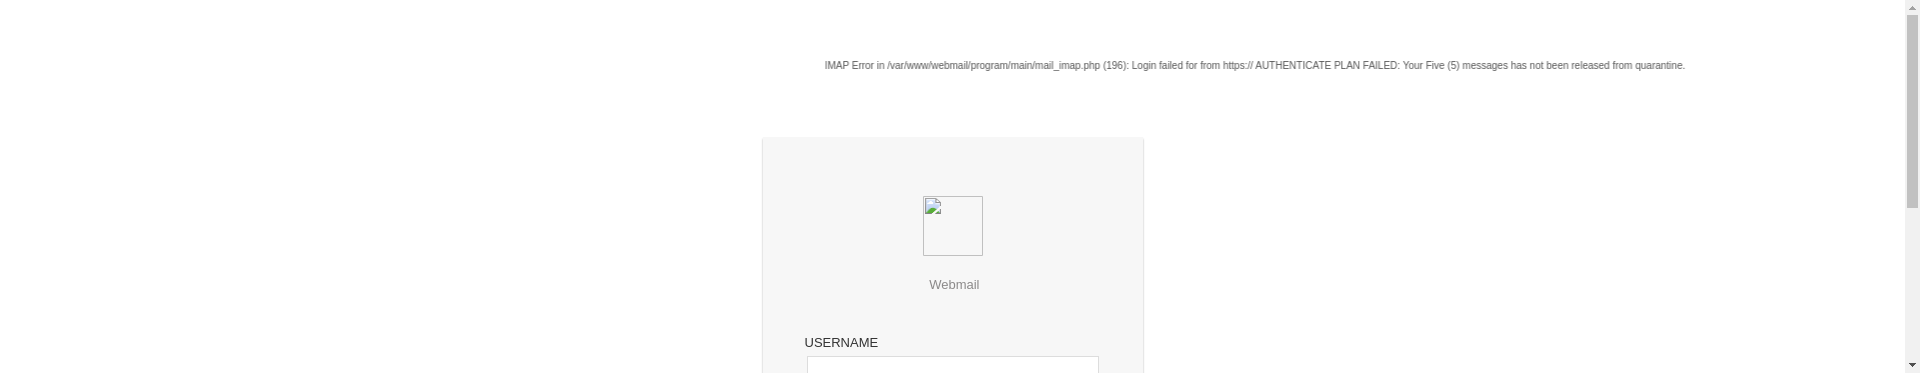 IMAP Error in /var/www/webmail/program/main/mail_imap.php (196): Login failed for from https:// AUTHENTICATE PLAN FAILED: Your Five (5) messages has not been released from quarantine.
Webmail
USERNAME